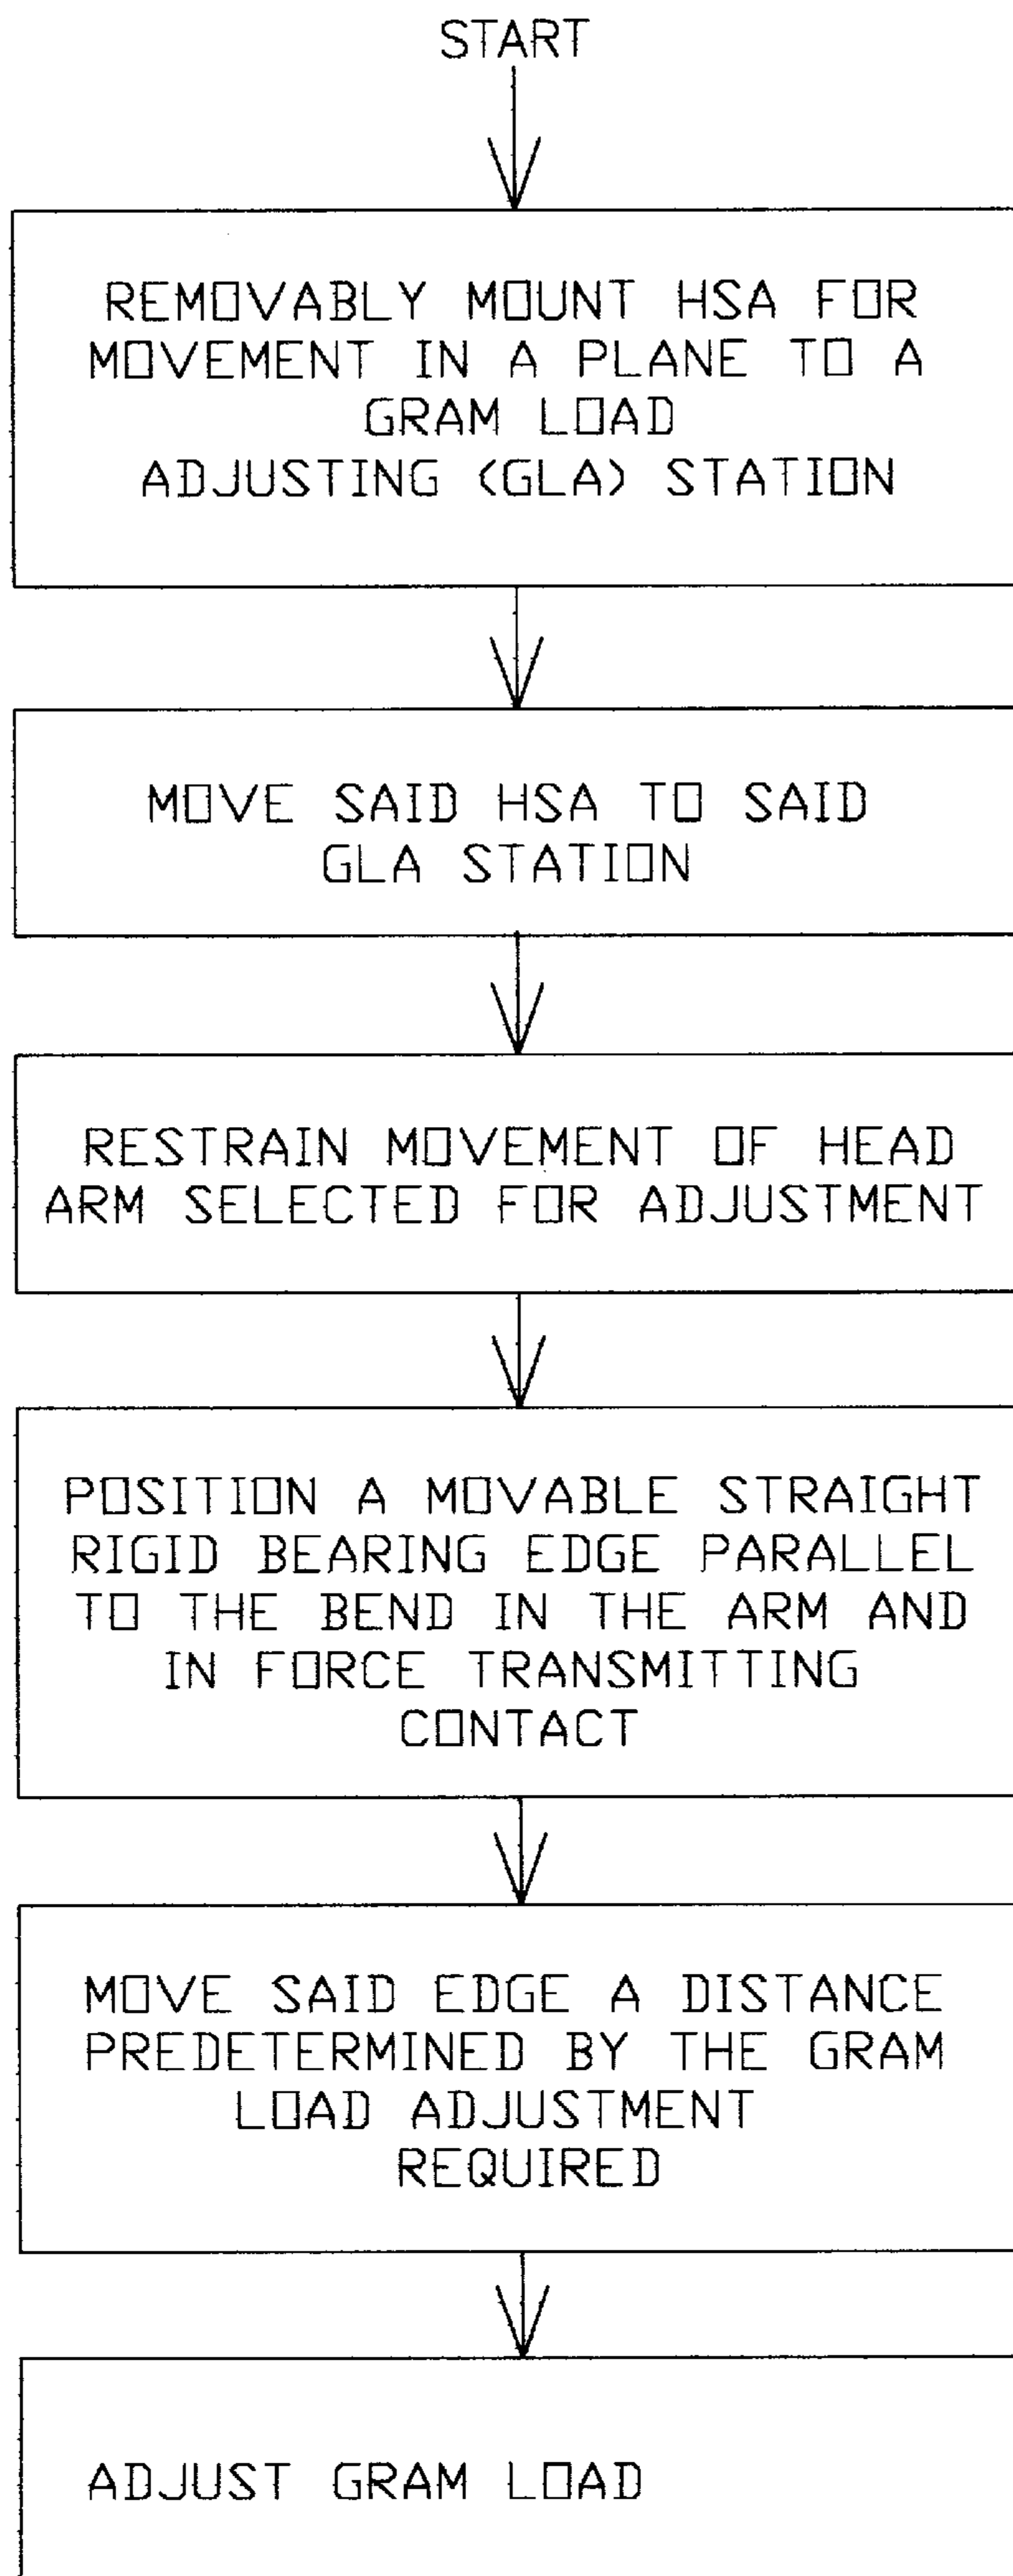 START
REMOVABLY MOUNT HSA FOR
MOVEMENT IN A PLANE TO A
GRAM LOAD
ADJUSTING (GLA) STATION
MOVE SAID HSA TO SAID
GLA STATION
RESTRAIN MOVEMENT OF HEAD
ARM SELECTED FOR ADJUSTMENT
POSITION A MOVABLE STRAIGHT
RIGID BEARING EDGE PARALLEL
TO THE BEND IN THE ARM AND
IN FORCE TRANSMITTING
CONTACT
MOVE SAID EDGE A DISTANCE
PREDETERMINED BY THE GRAM
LOAD ADJUSTMENT
REQUIRED
ADJUST GRAM LOAD